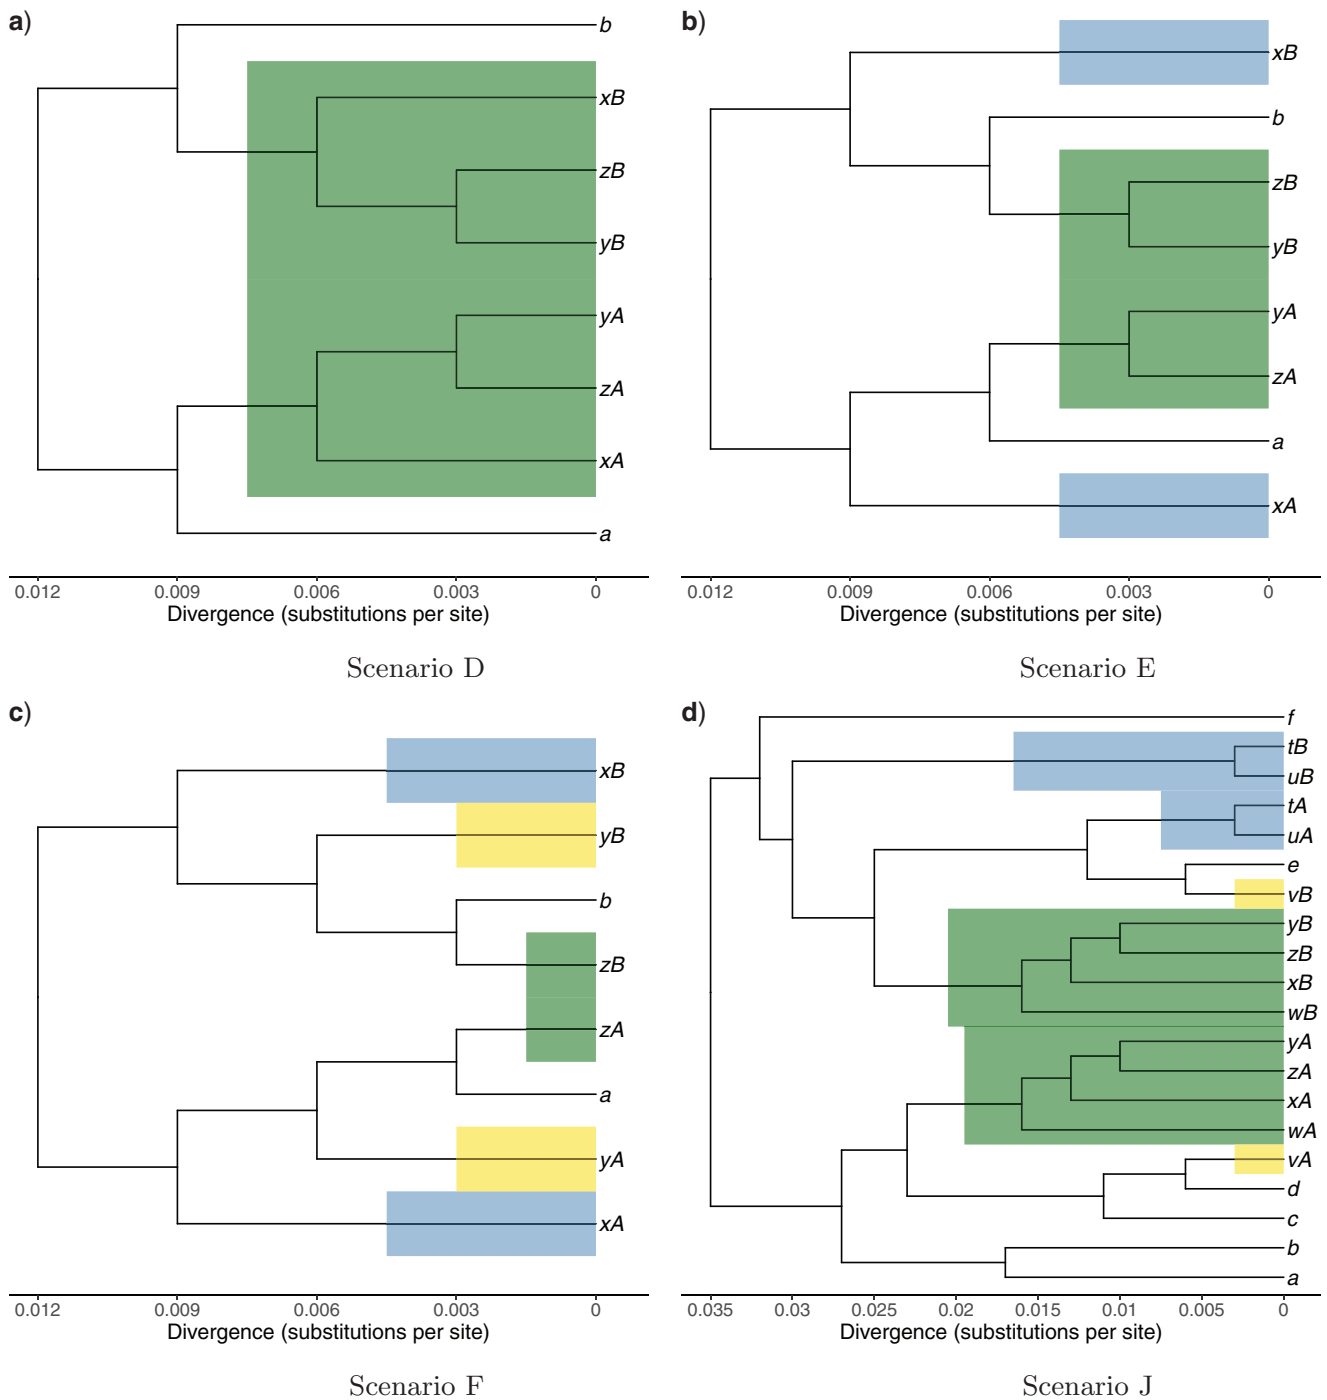 a)
b
xB
zB
yB
yA
zA
xA
a
0.012 0.009 0.006 0.003 0
Divergence (substitutions per site)
Scenario D
b)
xB
b
zB
yB
yA
zA
a
xA
0.012 0.009 0.006 0.003 0
Divergence (substitutions per site)
Scenario E
c)
xB
yB
b
zB
zA
a
yA
xA
0.012 0.009 0.006 0.003 0
Divergence (substitutions per site)
Scenario F
d)
f
tB
uB
tA
uA
e
vB
yB
zB
xB
wB
yA
zA
xA
wA
vA
d
c
b
a
0.035 0.03 0.025 0.02 0.015 0.01 0.005 0
Divergence (substitutions per site)
Scenario J